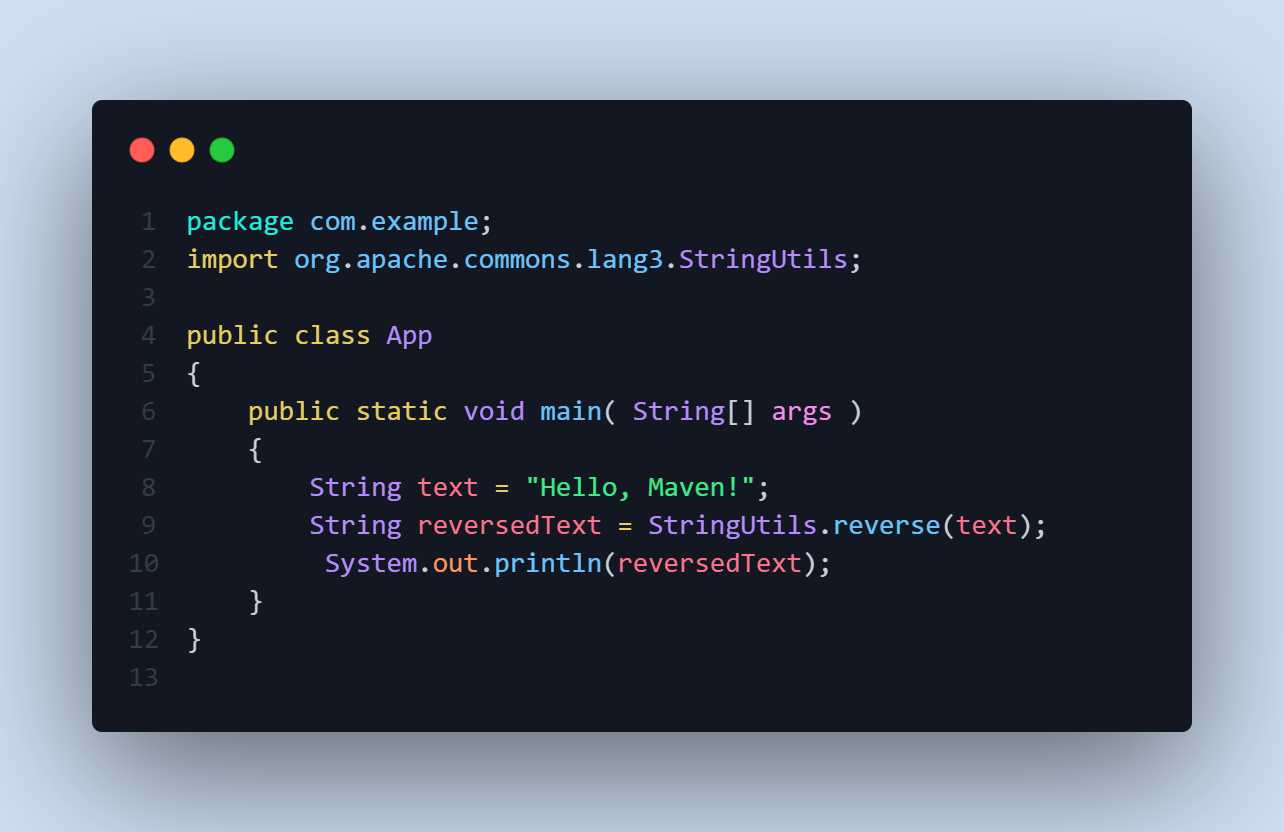 1 package com.example;
2 import org.apache.commons.lang3.StringUtils;
3
4 public class App
5 {
6     public static void main( String[] args )
7     {
8         String text = "Hello, Maven!";
9         String reversedText = StringUtils.reverse(text);
10          System.out.println(reversedText);
11     }
12 }
13